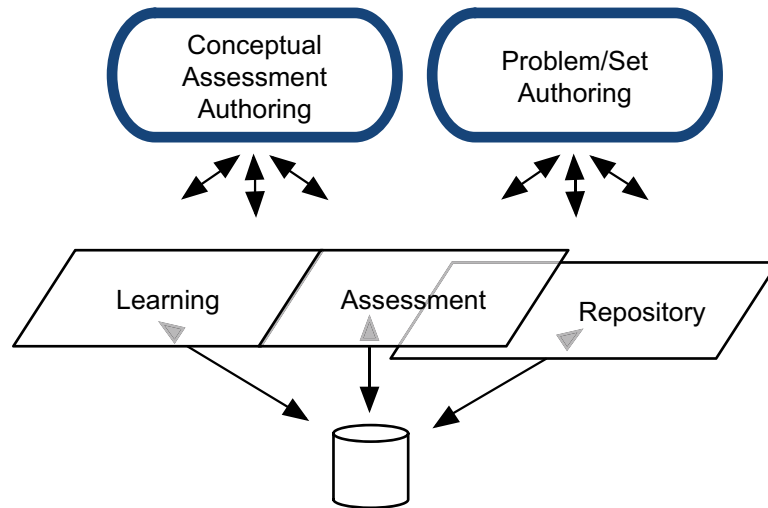 Conceptual
Assessment
Authoring
Problem/Set
Authoring
Learning
Assessment
Repository